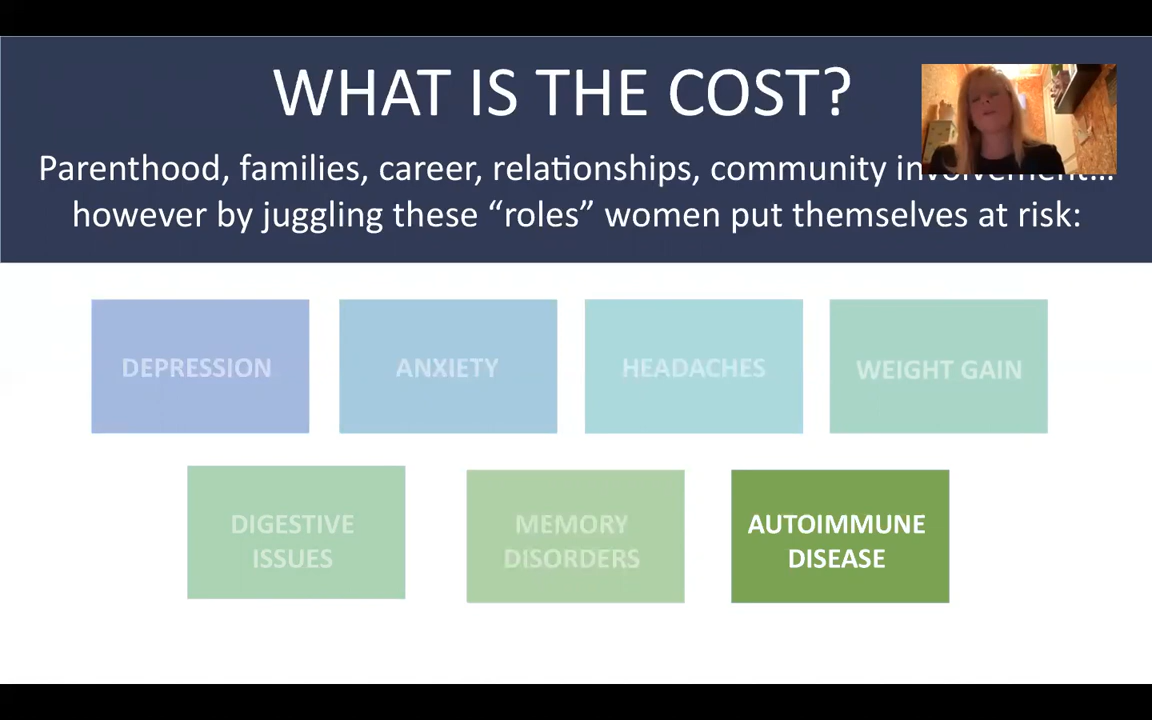 WHAT IS THE COST?
Parenthood, families, career, relationships, community involvement...
however by juggling these “roles” women put themselves at risk:
DEPRESSION
ANXIETY
HEADACHES
WEIGHT GAIN
DIGESTIVE
ISSUES
MEMORY
DISORDERS
AUTOIMMUNE
DISEASE